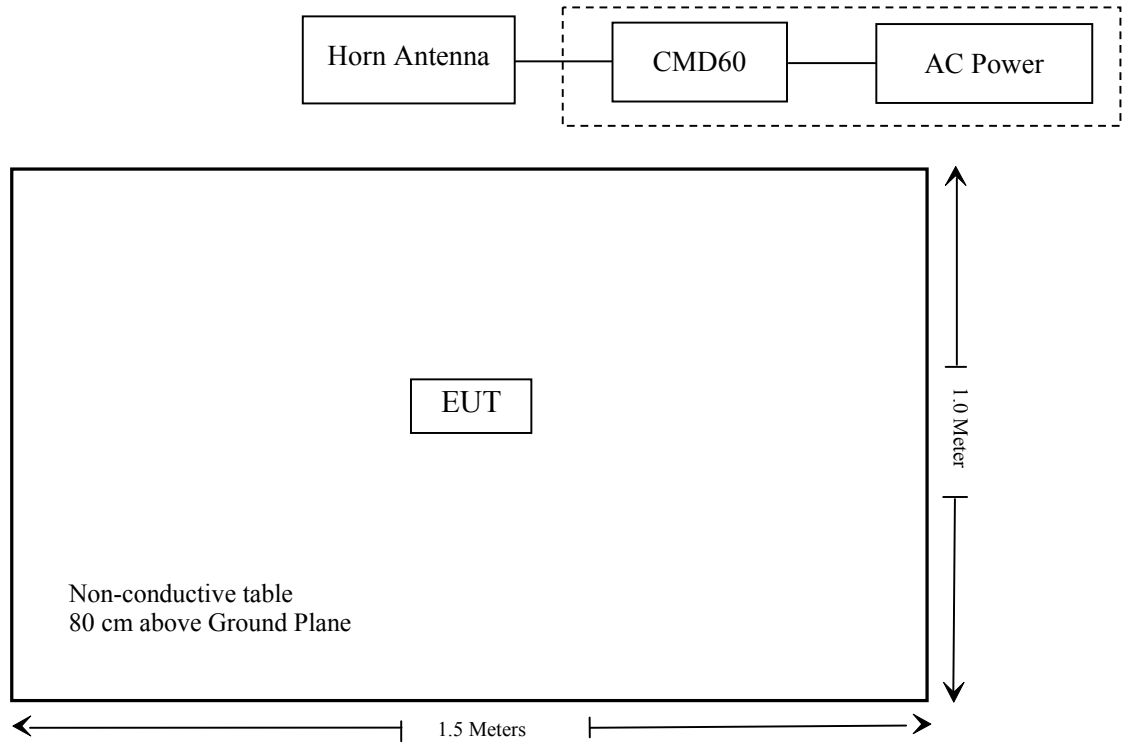 Horn Antenna
CMD60
AC Power
EUT
1.0 Meter
Non-conductive table
80 cm above Ground Plane
1.5 Meters